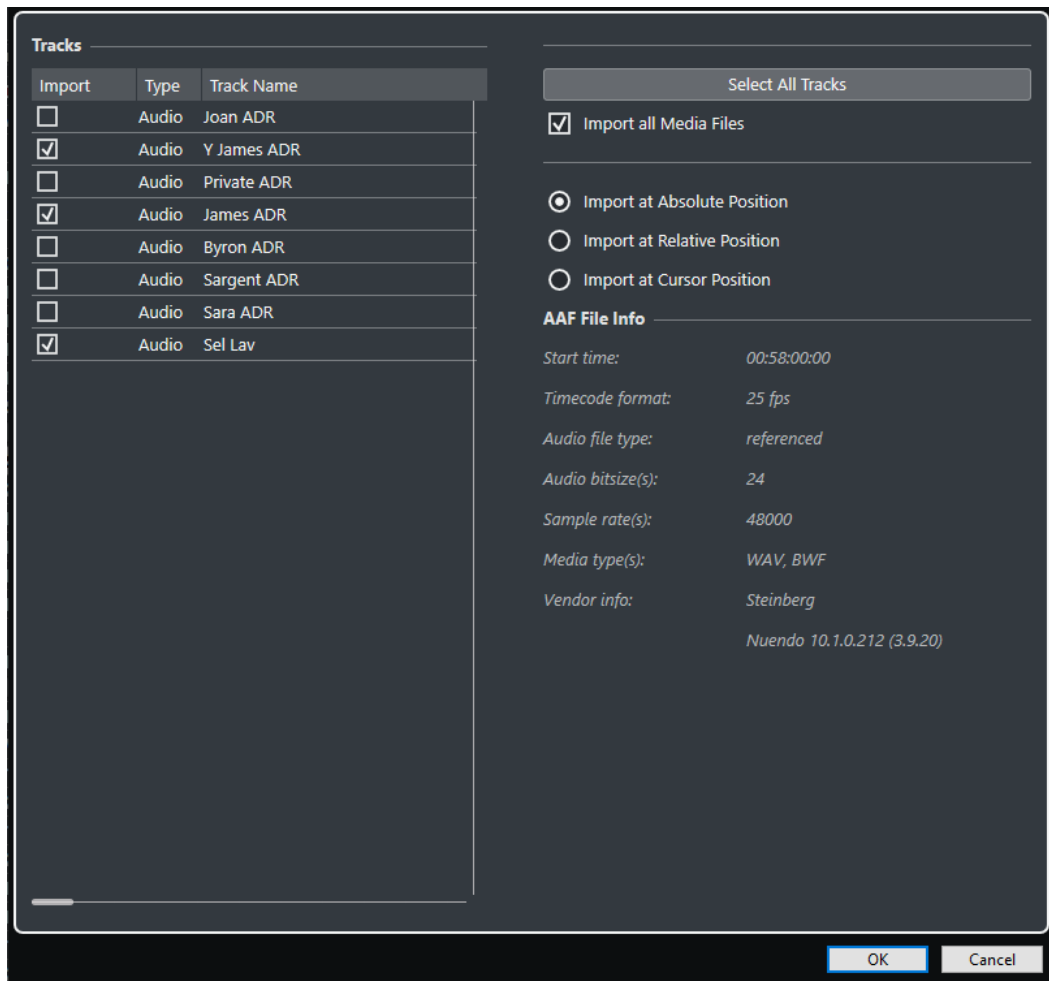 Tracks
Import Type Track Name
Audio Joan ADR
Audio Y James ADR
Audio Private ADR
Audio James ADR
Audio Byron ADR
Audio Sargent ADR
Audio Sara ADR
Audio Sel Lav
Select All Tracks
Import all Media Files
Import at Absolute Position
Import at Relative Position
Import at Cursor Position
AAF File Info
Start time: 00:58:00:00
Timecode format: 25 fps
Audio file type: referenced
Audio bitsize(s): 24
Sample rate(s): 48000
Media type(s): WAV, BWF
Vendor info: Steinberg
Nuendo 10.1.0.212 (3.9.20)
OK Cancel